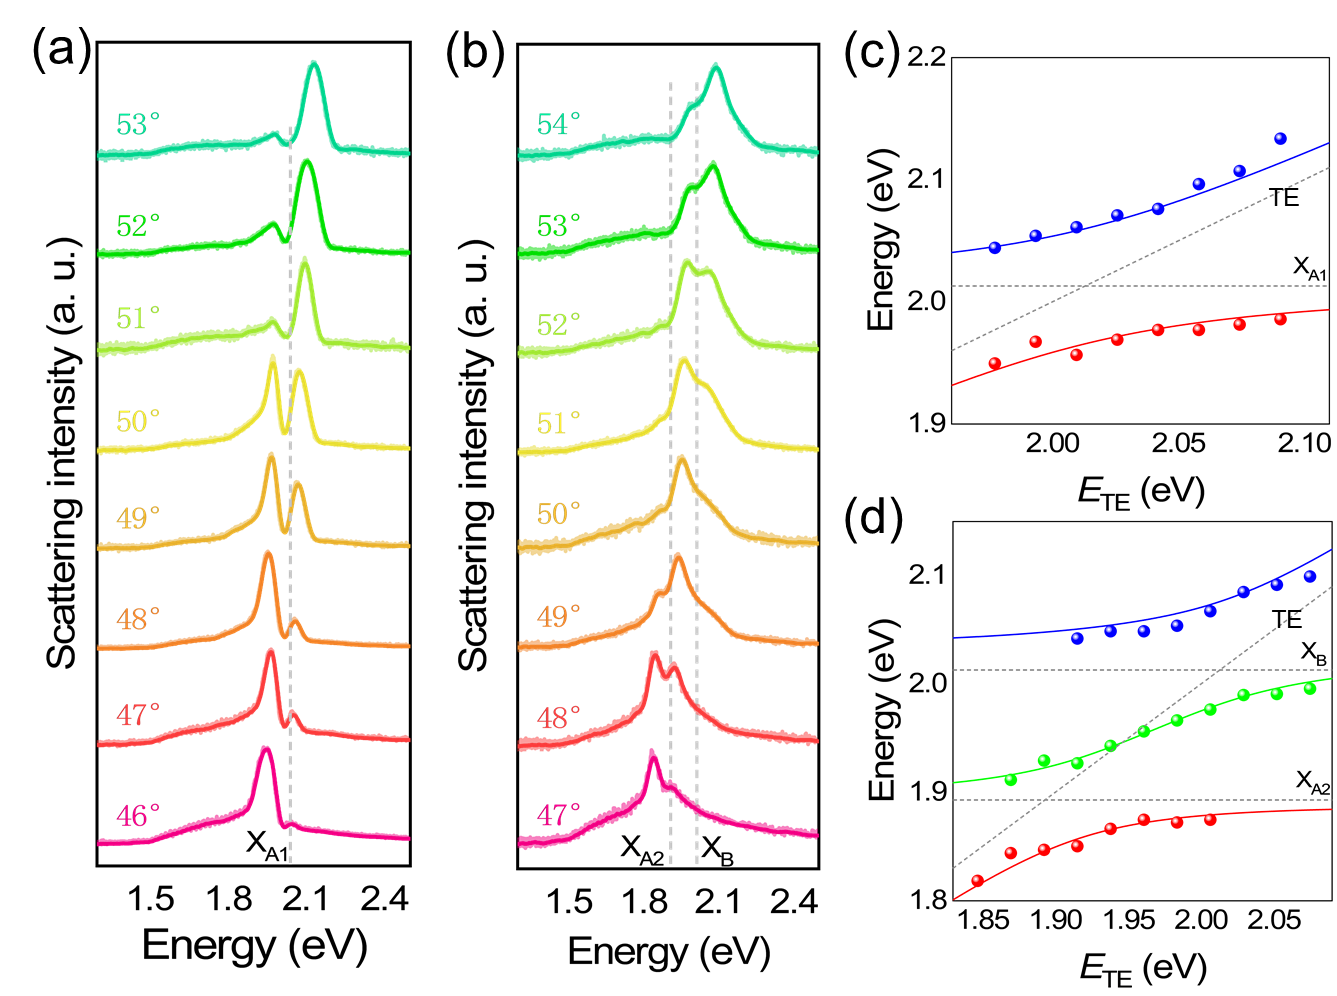 (a)
Scattering intensity (a. u.)
53°
52°
51°
50°
49°
48°
47°
46°
X_A1
1.5 1.8 2.1 2.4
Energy (eV)
(b)
Scattering intensity (a. u.)
54°
53°
52°
51°
50°
49°
48°
47°
X_A2 X_B
1.5 1.8 2.1 2.4
Energy (eV)
(c)
Energy (eV)
2.2
2.1
2.0
1.9
TE
X_A1
2.00 2.05 2.10
E_TE (eV)
(d)
Energy (eV)
2.1
2.0
1.9
1.8
TE
X_B
X_A2
1.85 1.90 1.95 2.00 2.05
E_TE (eV)